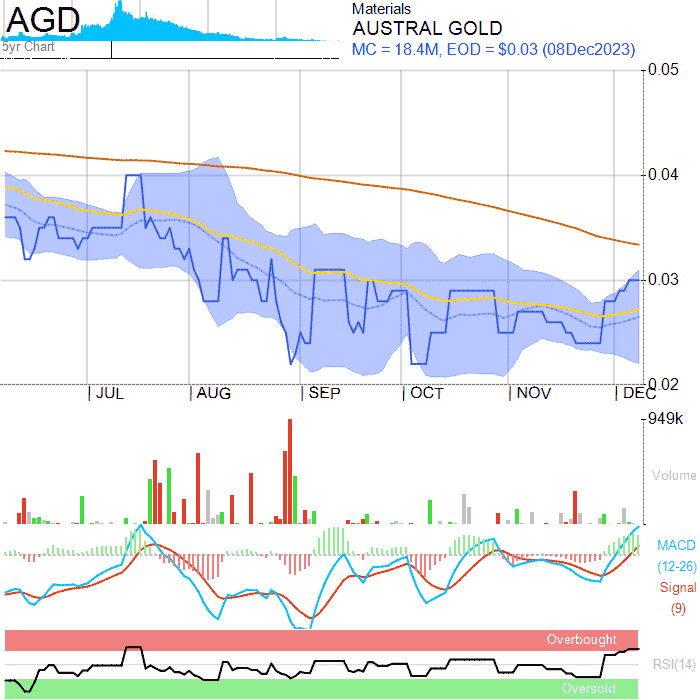 AGD
5yr Chart
Materials
AUSTRAL GOLD
MC = 18.4M, EOD = $0.03 (08Dec2023)
0.05
0.04
0.03
0.02
JUL
AUG
SEP
OCT
NOV
DEC
949k
Volume
MACD
(12-26)
Signal
(9)
Overbought
RSI(14)
Oversold